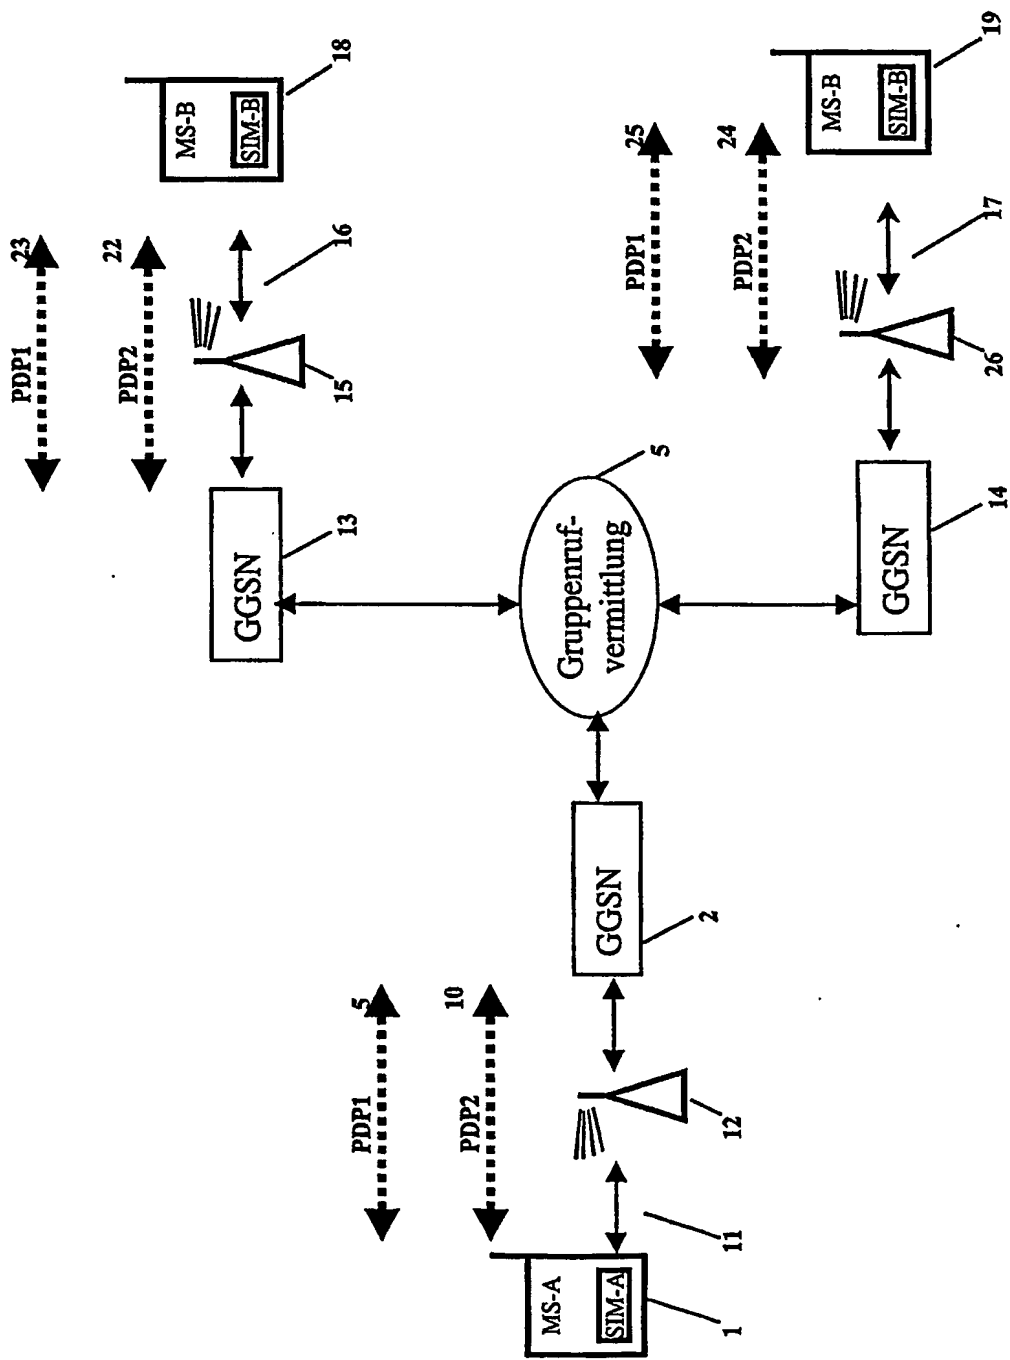 MS-B
SIM-B
18
PDP1
23
PDP2
22
16
15
GGSN
13
MS-B
SIM-B
19
PDP1
25
PDP2
24
17
26
GGSN
14
Gruppenruf-
vermittlung
5
GGSN
2
PDP1
5
PDP2
10
12
11
MS-A
SIM-A
1